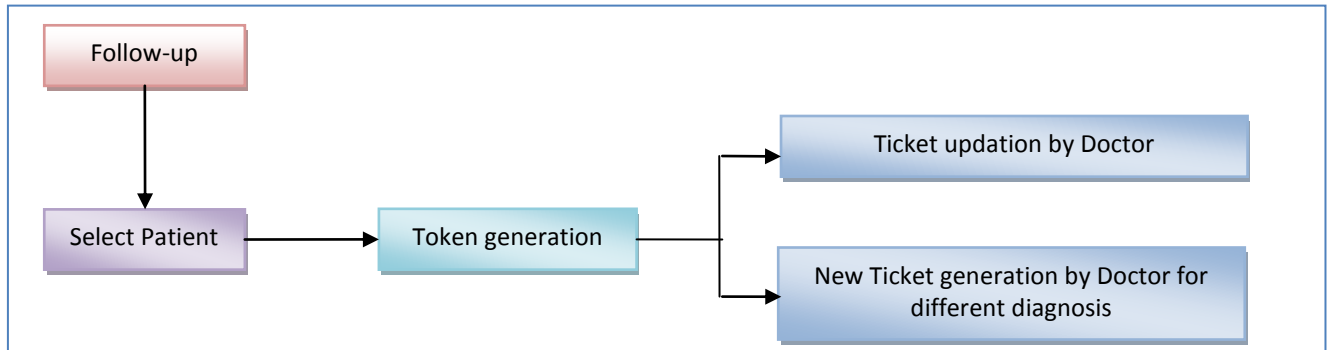 Follow-up
Select Patient
Token generation
Ticket updation by Doctor
New Ticket generation by Doctor for
different diagnosis